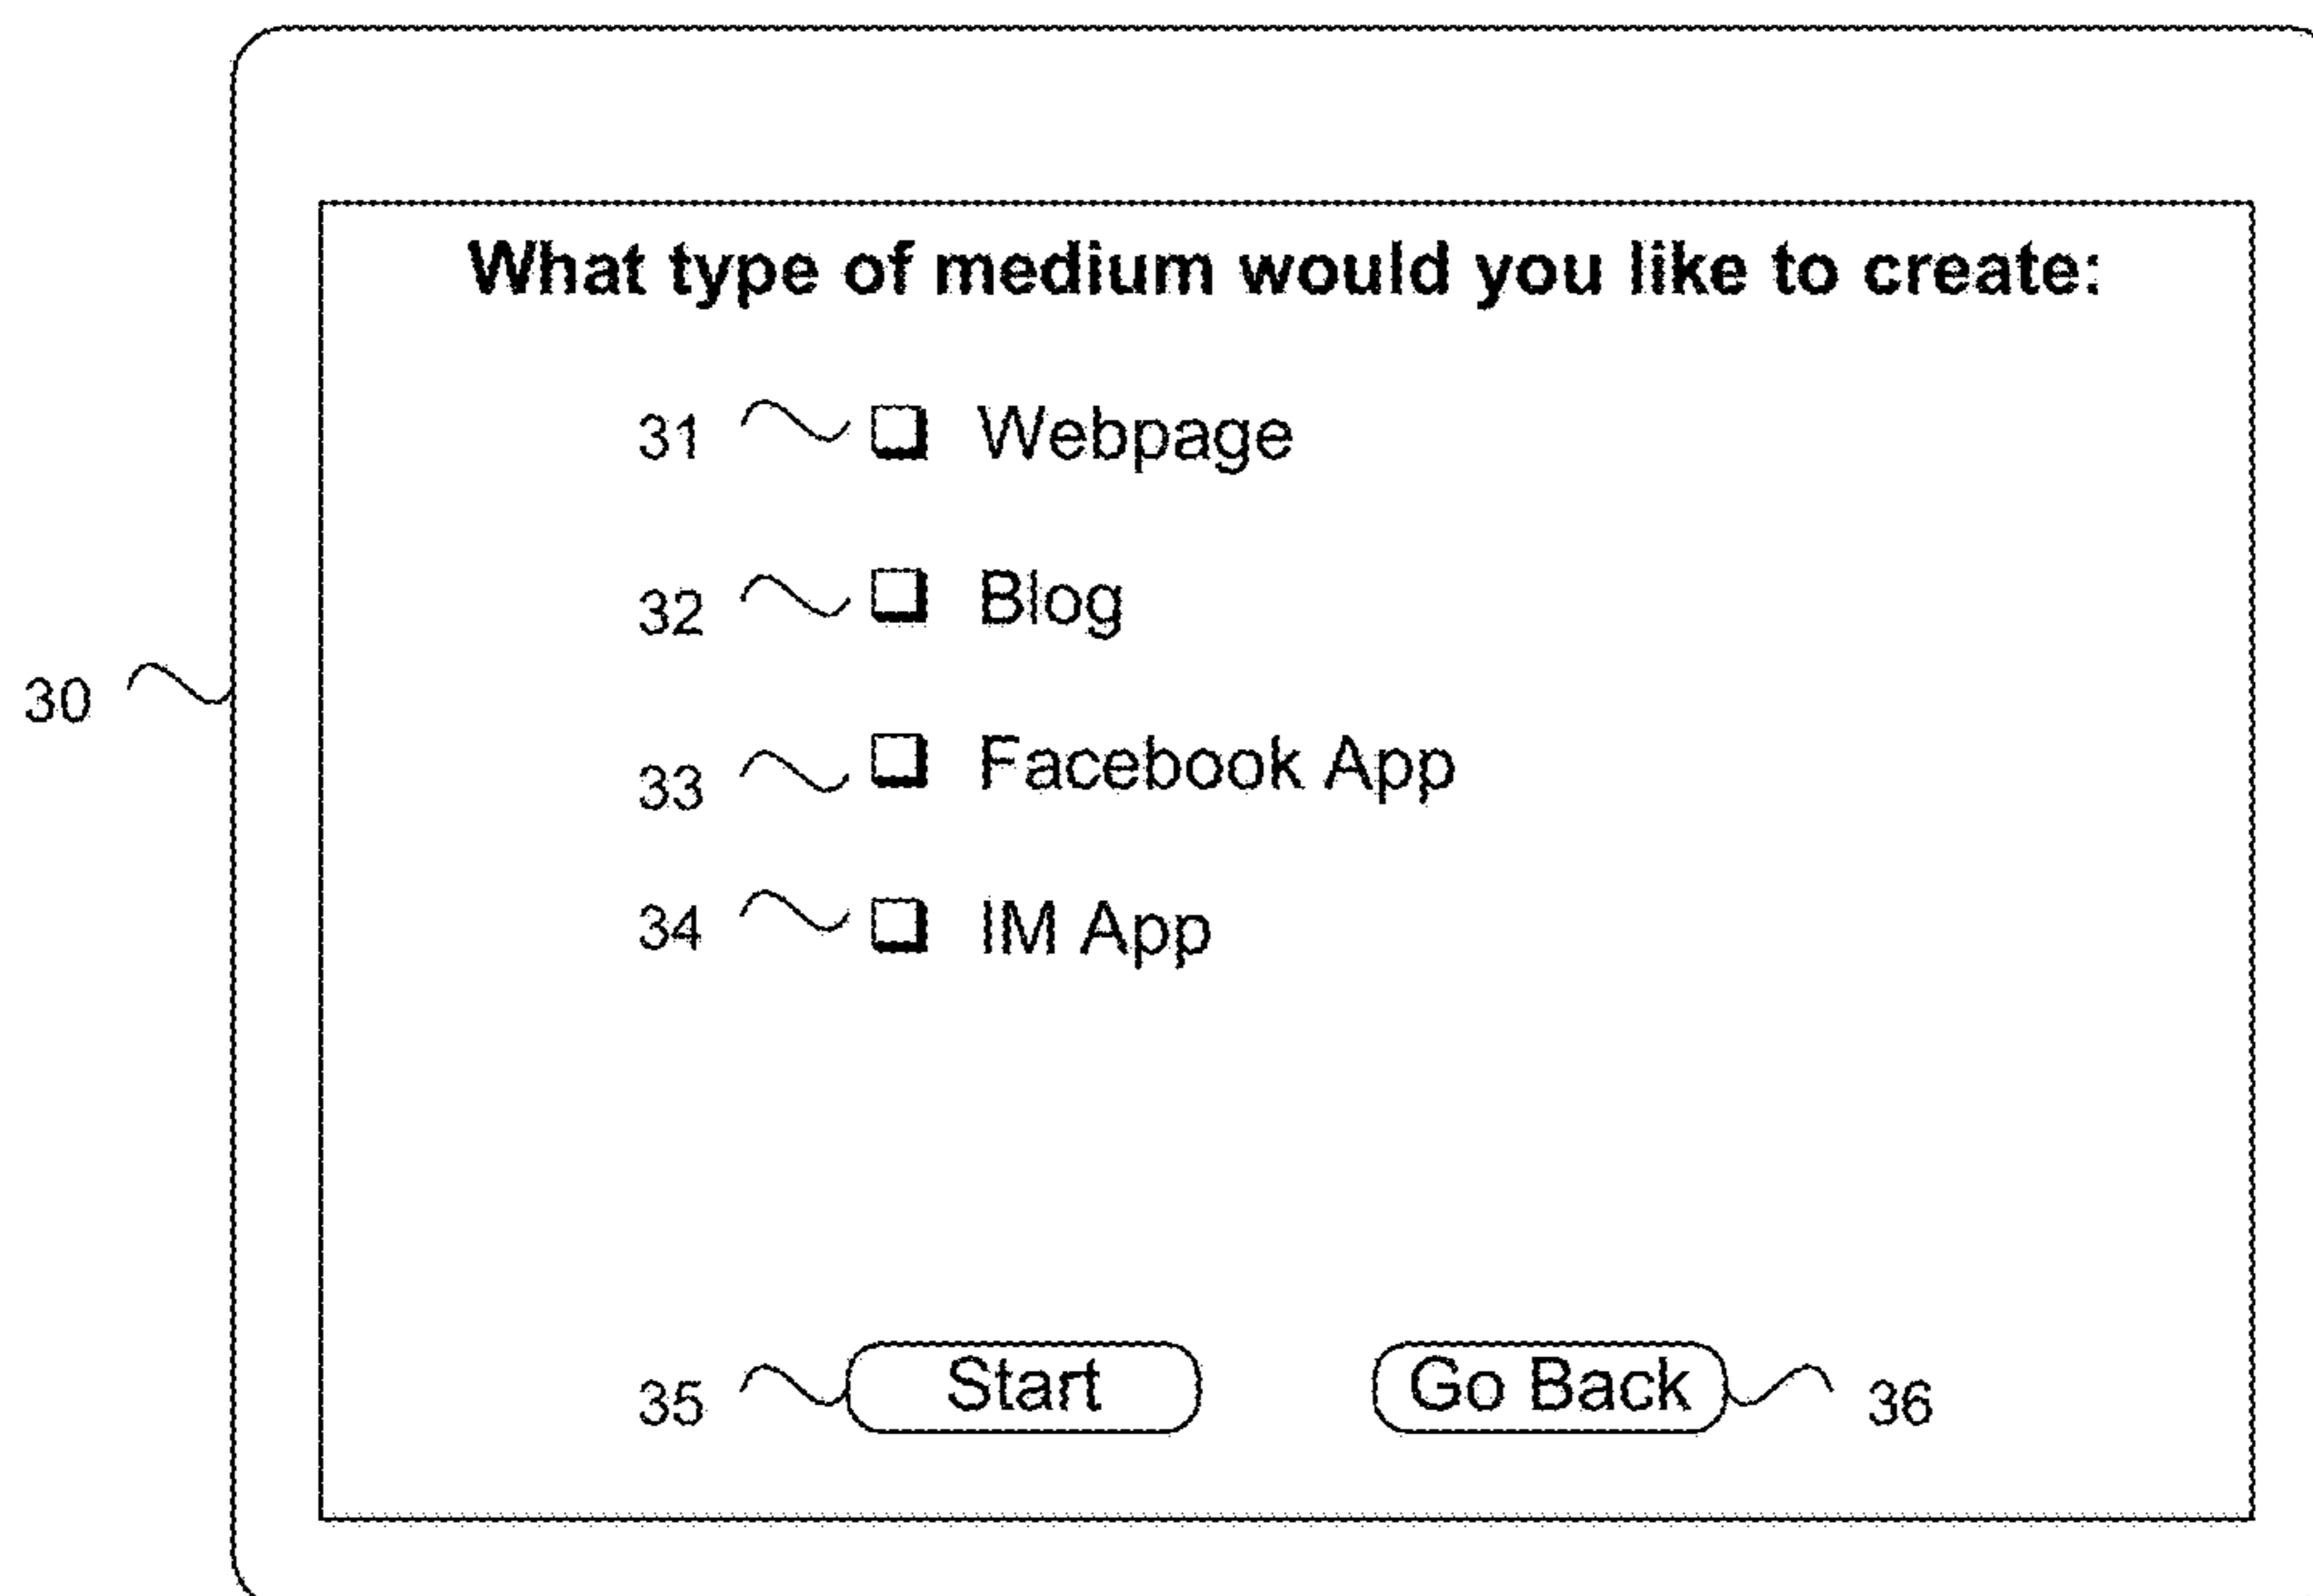 What type of medium would you like to create:
31 Webpage
32 Blog
30
33 Facebook App
34 IM App
35 Start Go Back 36